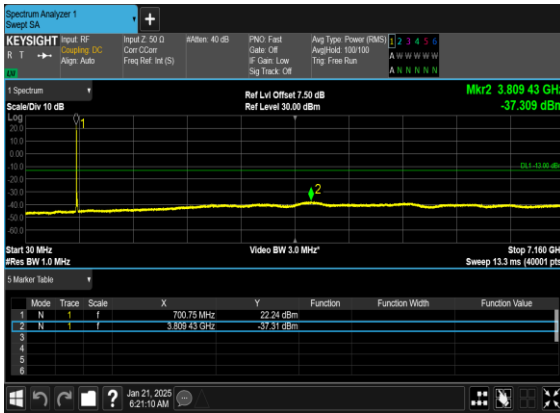 Spectrum Analyzer 1
Swept SA
KEYSIGHT
R T
Input: RF
Coupling: DC
Align: Auto
Input Z: 50 Ω
Corr CCorr
Freq Ref: Int (S)
#Atten: 40 dB
PNO: Fast
Gate: Off
IF Gain: Low
Sig Track: Off
Avg Type: Power (RMS)
Avg|Hold: 100/100
Trig: Free Run
1 2 3 4 5 6
A W W W W W
A N N N N N
1 Spectrum
Scale/Div 10 dB
Ref Lvl Offset 7.50 dB
Ref Level 30.00 dBm
Mkr2 3.809 43 GHz
-37.309 dBm
Log
20.0
10.0
0.00
-10.0
-20.0
-30.0
-40.0
-50.0
-60.0
1
2
DL1 -13.00 dBm
Start 30 MHz
#Res BW 1.0 MHz
Video BW 3.0 MHz*
Stop 7.160 GHz
Sweep 13.3 ms (40001 pts)
5 Marker Table
Mode Trace Scale X Y Function Function Width Function Value
1 N 1 f 700.75 MHz 22.24 dBm
2 N 1 f 3.809 43 GHz -37.31 dBm
3
4
5
6
Jan 21, 2025
6:21:10 AM